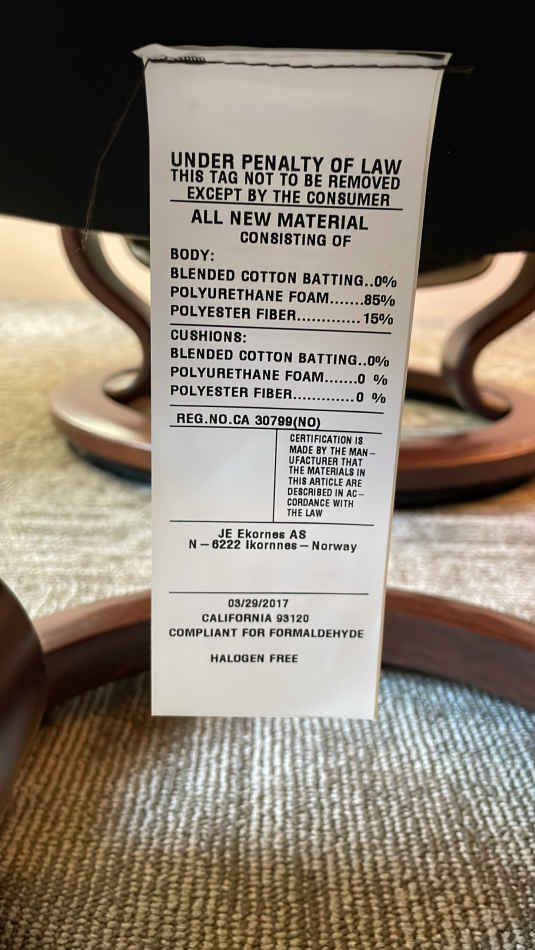 UNDER PENALTY OF LAW
THIS TAG NOT TO BE REMOVED
EXCEPT BY THE CONSUMER
ALL NEW MATERIAL
CONSISTING OF
BODY:
BLENDED COTTON BATTING..0%
POLYURETHANE FOAM.......85%
POLYESTER FIBER.............15%
CUSHIONS:
BLENDED COTTON BATTING..0%
POLYURETHANE FOAM.......0 %
POLYESTER FIBER.............0 %
REG.NO.CA 30799(NO)
CERTIFICATION IS
MADE BY THE MAN-
UFACTURER THAT
THE MATERIALS IN
THIS ARTICLE ARE
DESCRIBED IN AC-
CORDANCE WITH
THE LAW
JE Ekornes AS
N-6222 Ikornnes-Norway
03/29/2017
CALIFORNIA 93120
COMPLIANT FOR FORMALDEHYDE
HALOGEN FREE